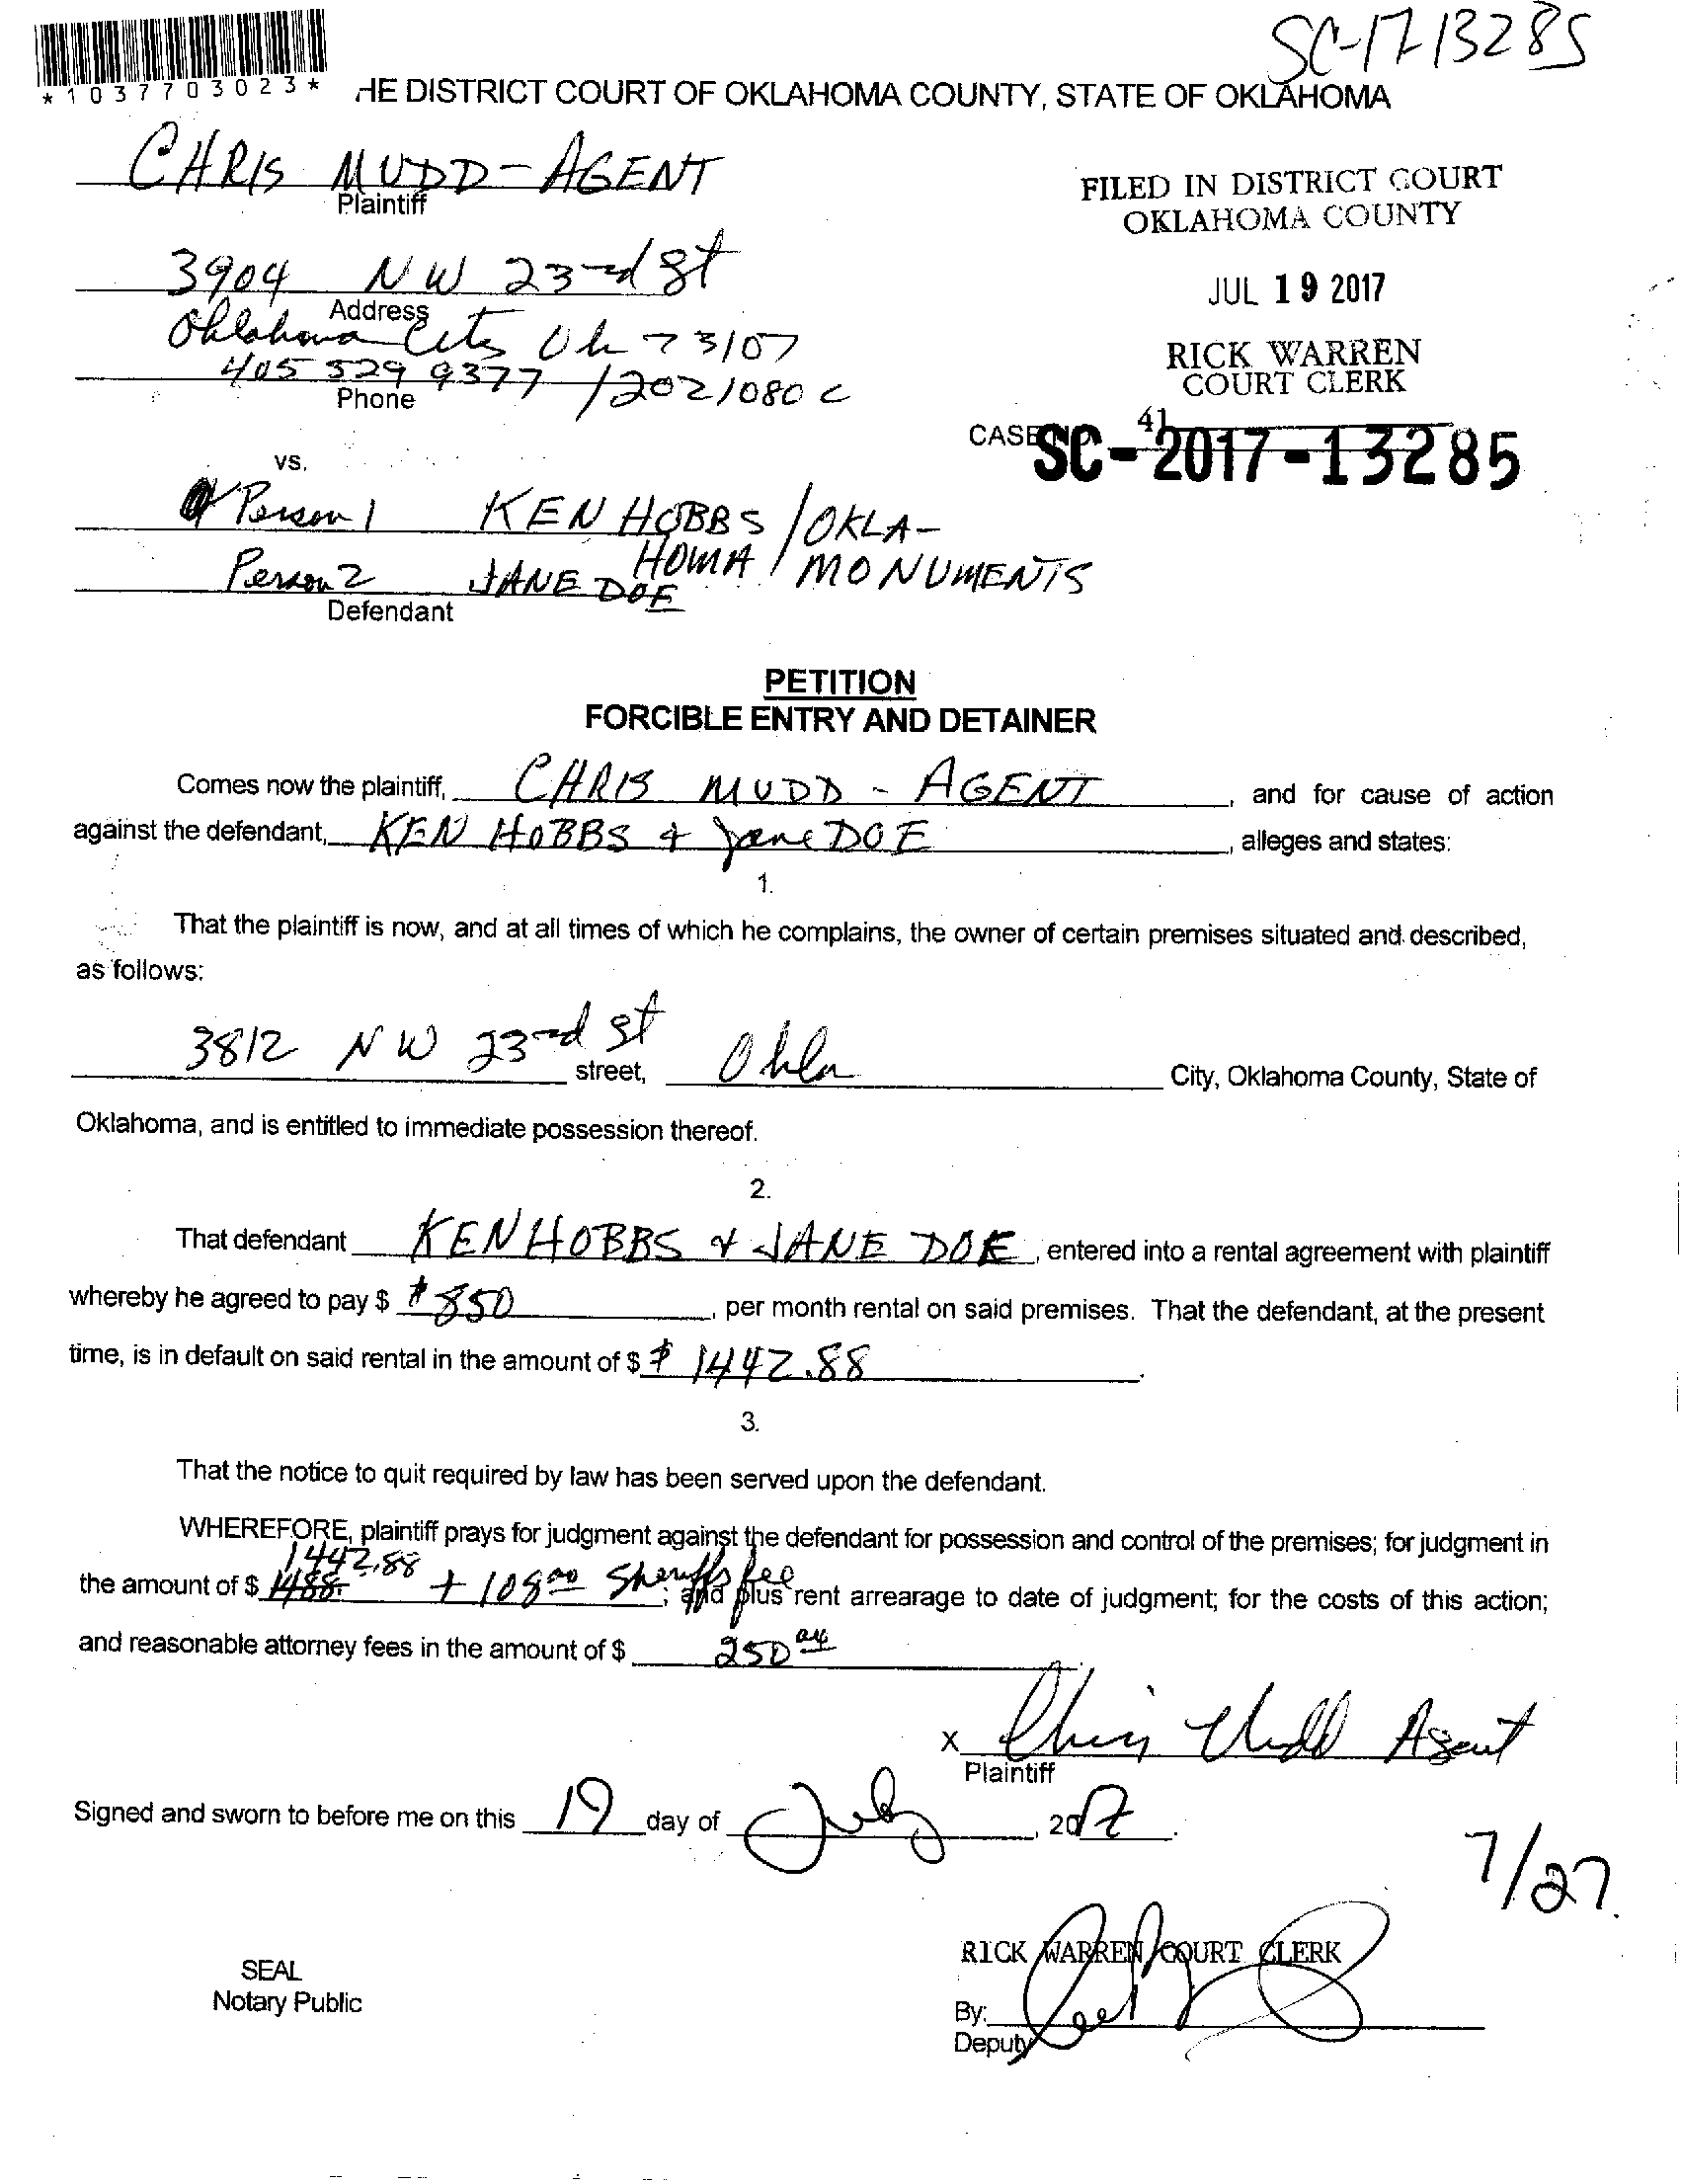 SC-17-13285
*1037703023*
HE DISTRICT COURT OF OKLAHOMA COUNTY, STATE OF OKLAHOMA
CHRIS MUDD-AGENT
Plaintiff
FILED IN DISTRICT COURT
OKLAHOMA COUNTY
3904 NW 23rd St
Address
JUL 19 2017
Oklahoma City Ok 73107
RICK WARREN
COURT CLERK
405 529 9377 / 2021080 C
Phone
CASE NO. SC-2017-13285
41
vs.
Person 1 KEN HOBBS / OKLA-
HOMA / MONUMENTS
Person 2 JANE DOE
Defendant
PETITION
FORCIBLE ENTRY AND DETAINER
Comes now the plaintiff, CHRIS MUDD - AGENT, and for cause of action
against the defendant, KEN HOBBS + Jane DOE, alleges and states:
1.
That the plaintiff is now, and at all times of which he complains, the owner of certain premises situated and described,
as follows:
3812 NW 23rd St street, Okla City, Oklahoma County, State of
Oklahoma, and is entitled to immediate possession thereof.
2.
That defendant KEN HOBBS + JANE DOE, entered into a rental agreement with plaintiff
whereby he agreed to pay $ $850, per month rental on said premises. That the defendant, at the present
time, is in default on said rental in the amount of $ $ 1442.88.
3.
That the notice to quit required by law has been served upon the defendant.
WHEREFORE, plaintiff prays for judgment against the defendant for possession and control of the premises; for judgment in
1442.88
the amount of $ 1488- + 108.00 Sheriffs fee; and plus rent arrearage to date of judgment; for the costs of this action;
and reasonable attorney fees in the amount of $ 250
x Chris Mudd Agent
Plaintiff
Signed and sworn to before me on this 19 day of July, 2017.
7/27
RICK WARREN COURT CLERK
SEAL
Notary Public
By:
Deputy